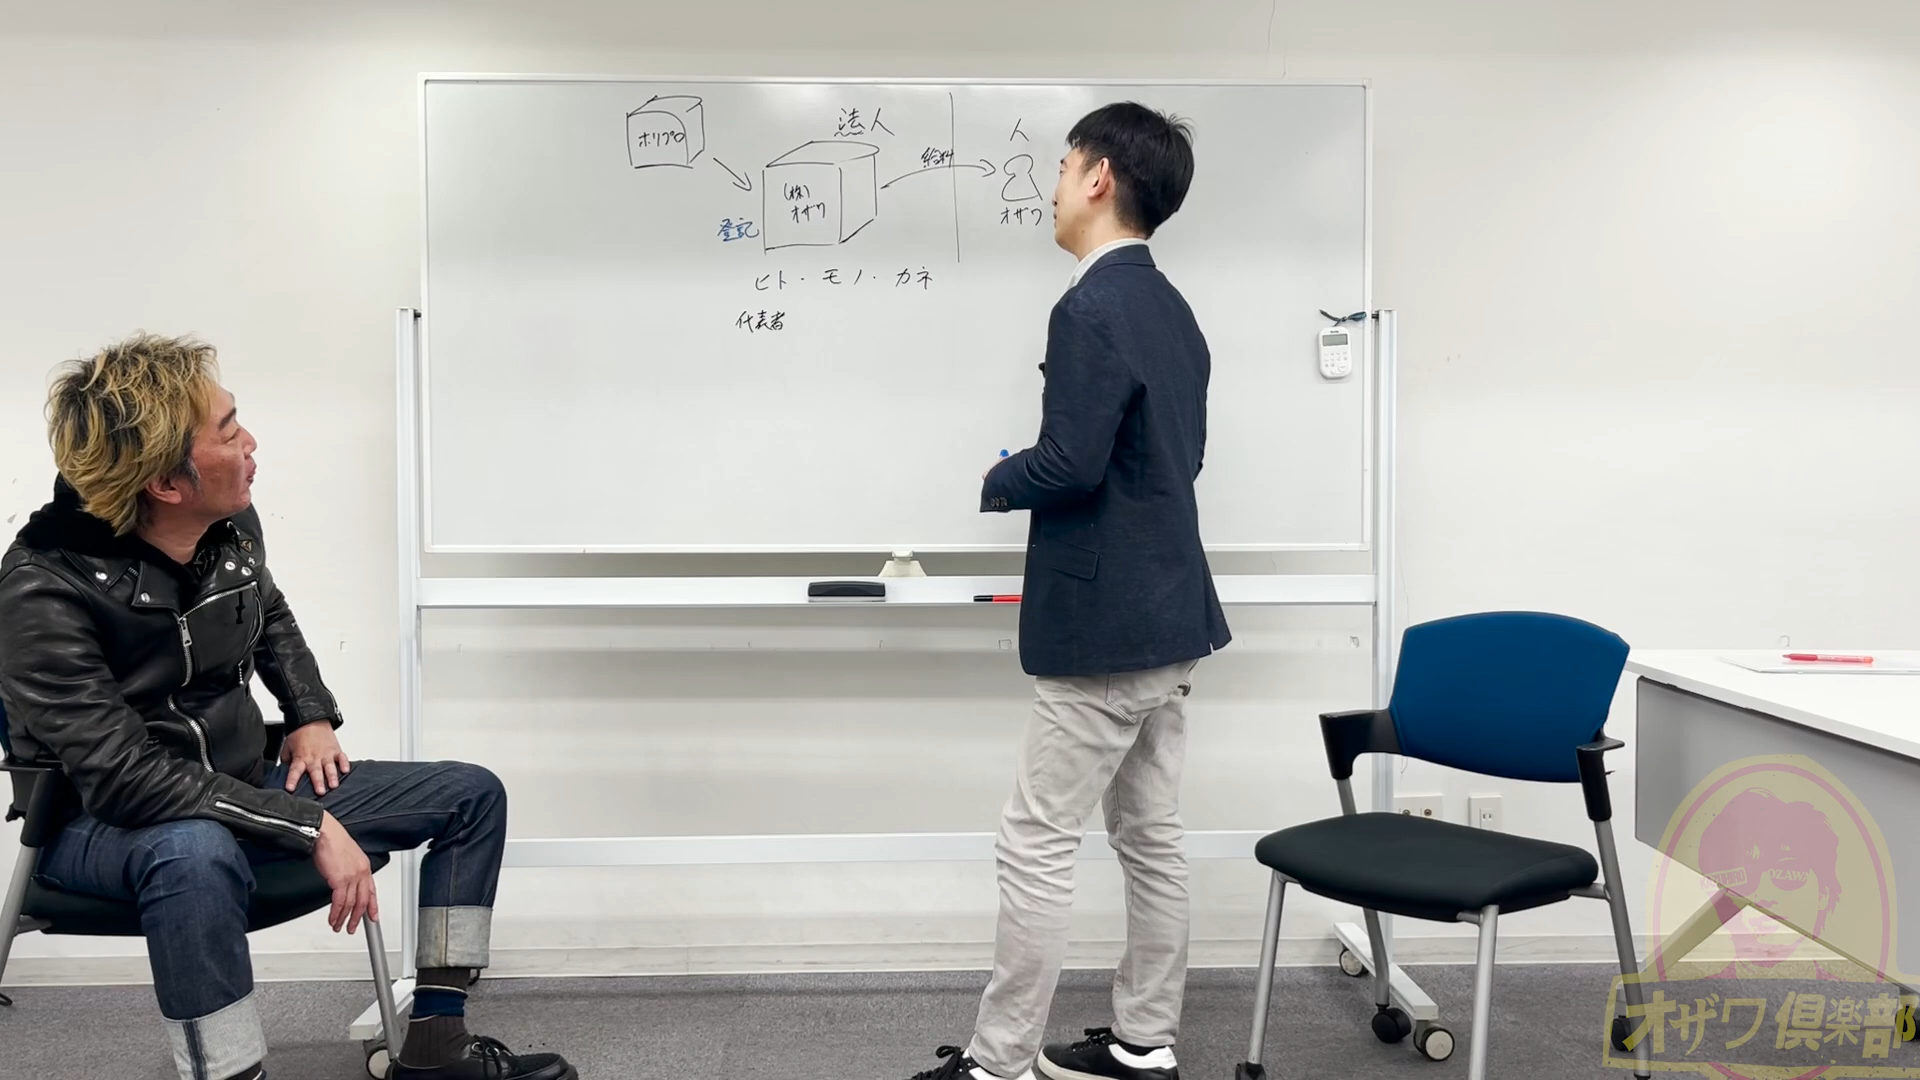 ホリプロ
法人
人
給料
(株)
オザワ
オザワ
登記
ヒト・モノ・カネ
代表者
OZAWA
オザワ倶楽部